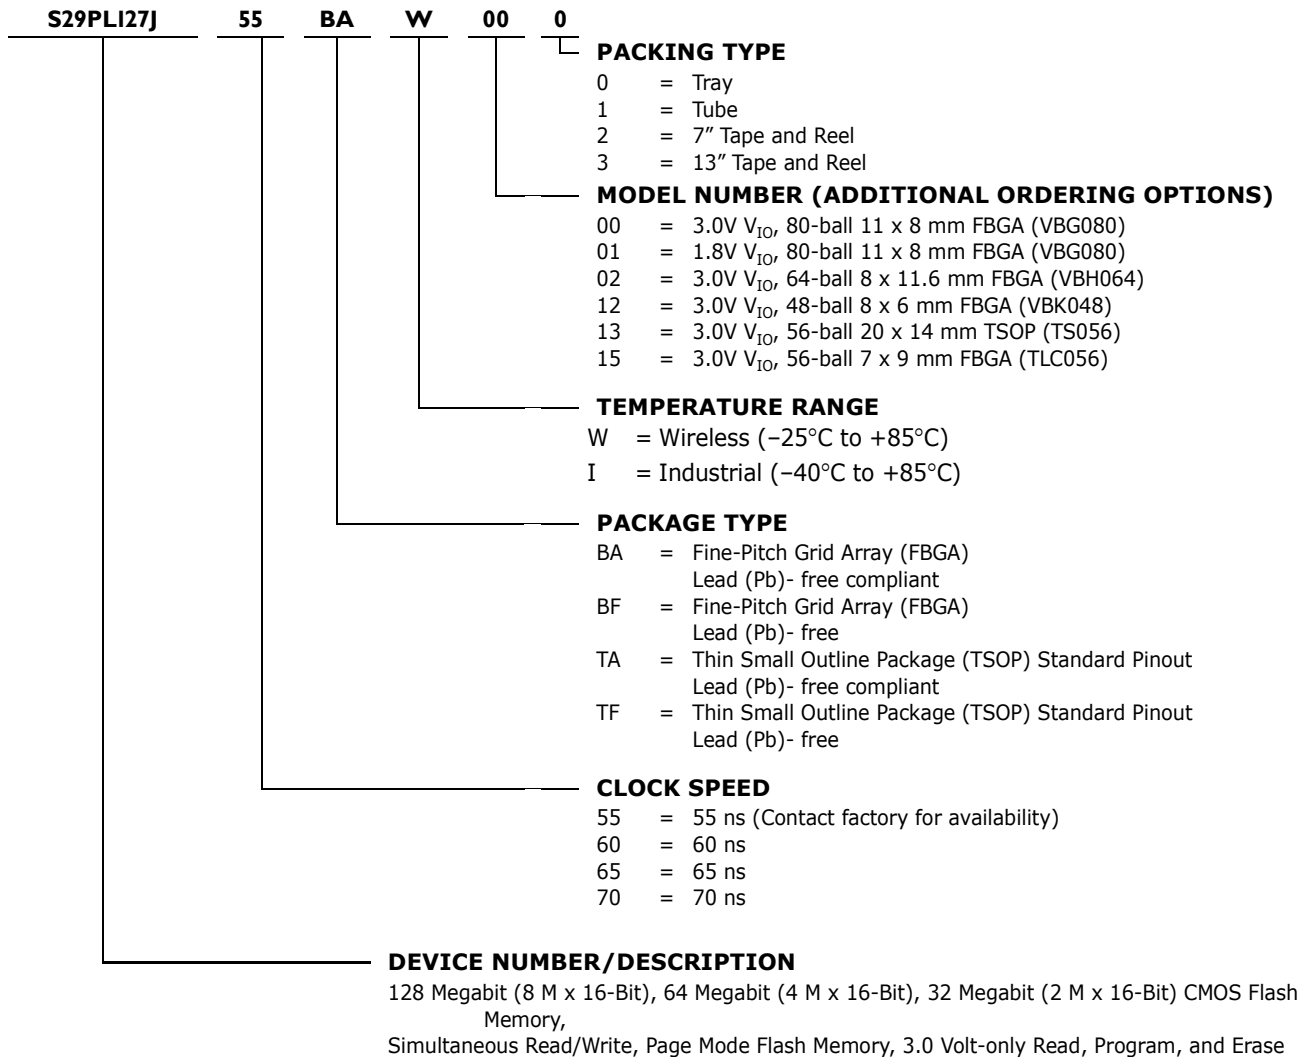 S29PL127J 55 BA W 00 0
PACKING TYPE
0 = Tray
1 = Tube
2 = 7” Tape and Reel
3 = 13” Tape and Reel
MODEL NUMBER (ADDITIONAL ORDERING OPTIONS)
00 = 3.0V VIO, 80-ball 11 x 8 mm FBGA (VBG080)
01 = 1.8V VIO, 80-ball 11 x 8 mm FBGA (VBG080)
02 = 3.0V VIO, 64-ball 8 x 11.6 mm FBGA (VBH064)
12 = 3.0V VIO, 48-ball 8 x 6 mm FBGA (VBK048)
13 = 3.0V VIO, 56-ball 20 x 14 mm TSOP (TS056)
15 = 3.0V VIO, 56-ball 7 x 9 mm FBGA (TLC056)
TEMPERATURE RANGE
W = Wireless (–25°C to +85°C)
I = Industrial (–40°C to +85°C)
PACKAGE TYPE
BA = Fine-Pitch Grid Array (FBGA)
Lead (Pb)- free compliant
BF = Fine-Pitch Grid Array (FBGA)
Lead (Pb)- free
TA = Thin Small Outline Package (TSOP) Standard Pinout
Lead (Pb)- free compliant
TF = Thin Small Outline Package (TSOP) Standard Pinout
Lead (Pb)- free
CLOCK SPEED
55 = 55 ns (Contact factory for availability)
60 = 60 ns
65 = 65 ns
70 = 70 ns
DEVICE NUMBER/DESCRIPTION
128 Megabit (8 M x 16-Bit), 64 Megabit (4 M x 16-Bit), 32 Megabit (2 M x 16-Bit) CMOS Flash
Memory,
Simultaneous Read/Write, Page Mode Flash Memory, 3.0 Volt-only Read, Program, and Erase